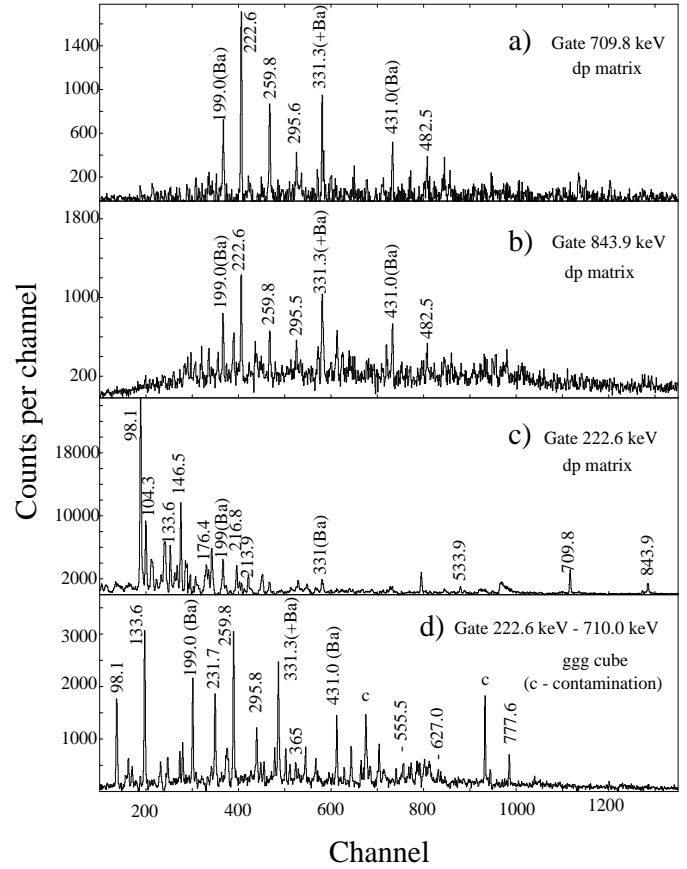 1400
1000
600
200
199.0(Ba)
222.6
259.8
295.6
331.3(+Ba)
431.0(Ba)
482.5
a) Gate 709.8 keV
dp matrix
1800
1000
200
199.0(Ba)
222.6
259.8
295.5
331.3(+Ba)
431.0(Ba)
482.5
b) Gate 843.9 keV
dp matrix
18000
10000
2000
98.1
104.3
133.6
146.5
176.4
199(Ba)
216.8
213.9
331(Ba)
533.9
709.8
843.9
c) Gate 222.6 keV
dp matrix
3000
2000
1000
98.1
133.6
199.0 (Ba)
231.7
259.8
295.8
331.3(+Ba)
365
431.0 (Ba)
c
- 555.5
- 627.0
c
777.6
d) Gate 222.6 keV - 710.0 keV
ggg cube
(c - contamination)
200
400
600
800
1000
1200
Channel
Counts per channel